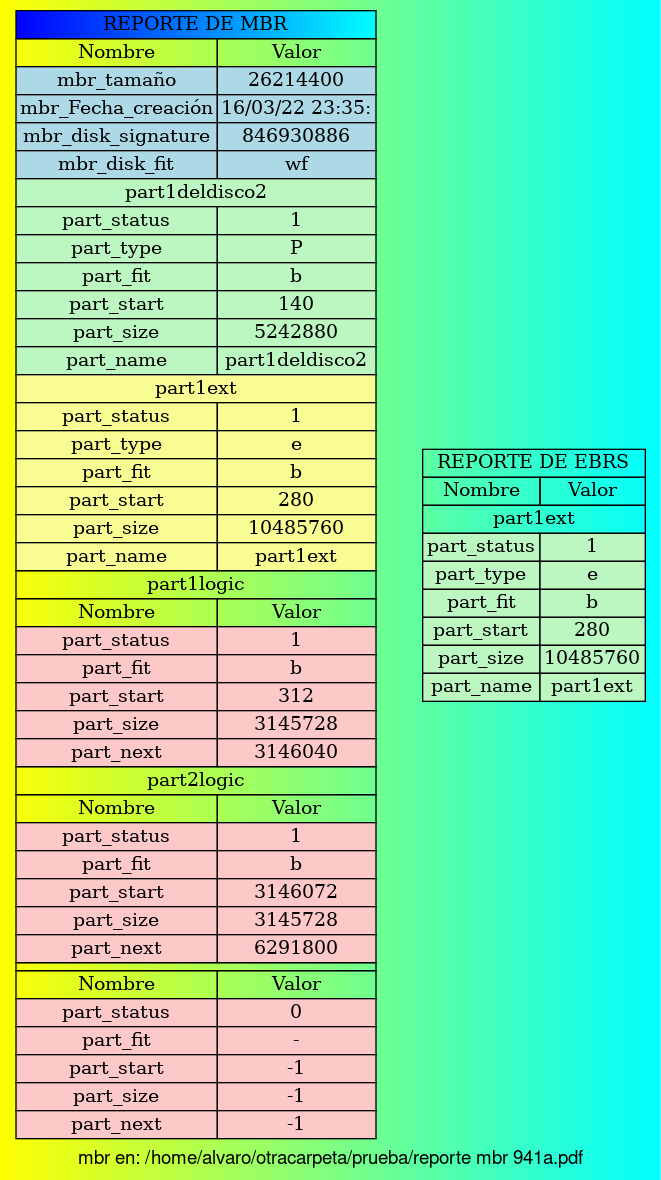 REPORTE DE MBR
Nombre Valor
mbr_tamaño 26214400
mbr_Fecha_creación 16/03/22 23:35:
mbr_disk_signature 846930886
mbr_disk_fit wf
part1deldisco2
part_status 1
part_type P
part_fit b
part_start 140
part_size 5242880
part_name part1deldisco2
part1ext
part_status 1
part_type e
part_fit b
part_start 280
part_size 10485760
part_name part1ext
part1logic
Nombre Valor
part_status 1
part_fit b
part_start 312
part_size 3145728
part_next 3146040
part2logic
Nombre Valor
part_status 1
part_fit b
part_start 3146072
part_size 3145728
part_next 6291800
Nombre Valor
part_status 0
part_fit -
part_start -1
part_size -1
part_next -1
REPORTE DE EBRS
Nombre Valor
part1ext
part_status 1
part_type e
part_fit b
part_start 280
part_size 10485760
part_name part1ext
mbr en: /home/alvaro/otracarpeta/prueba/reporte mbr 941a.pdf